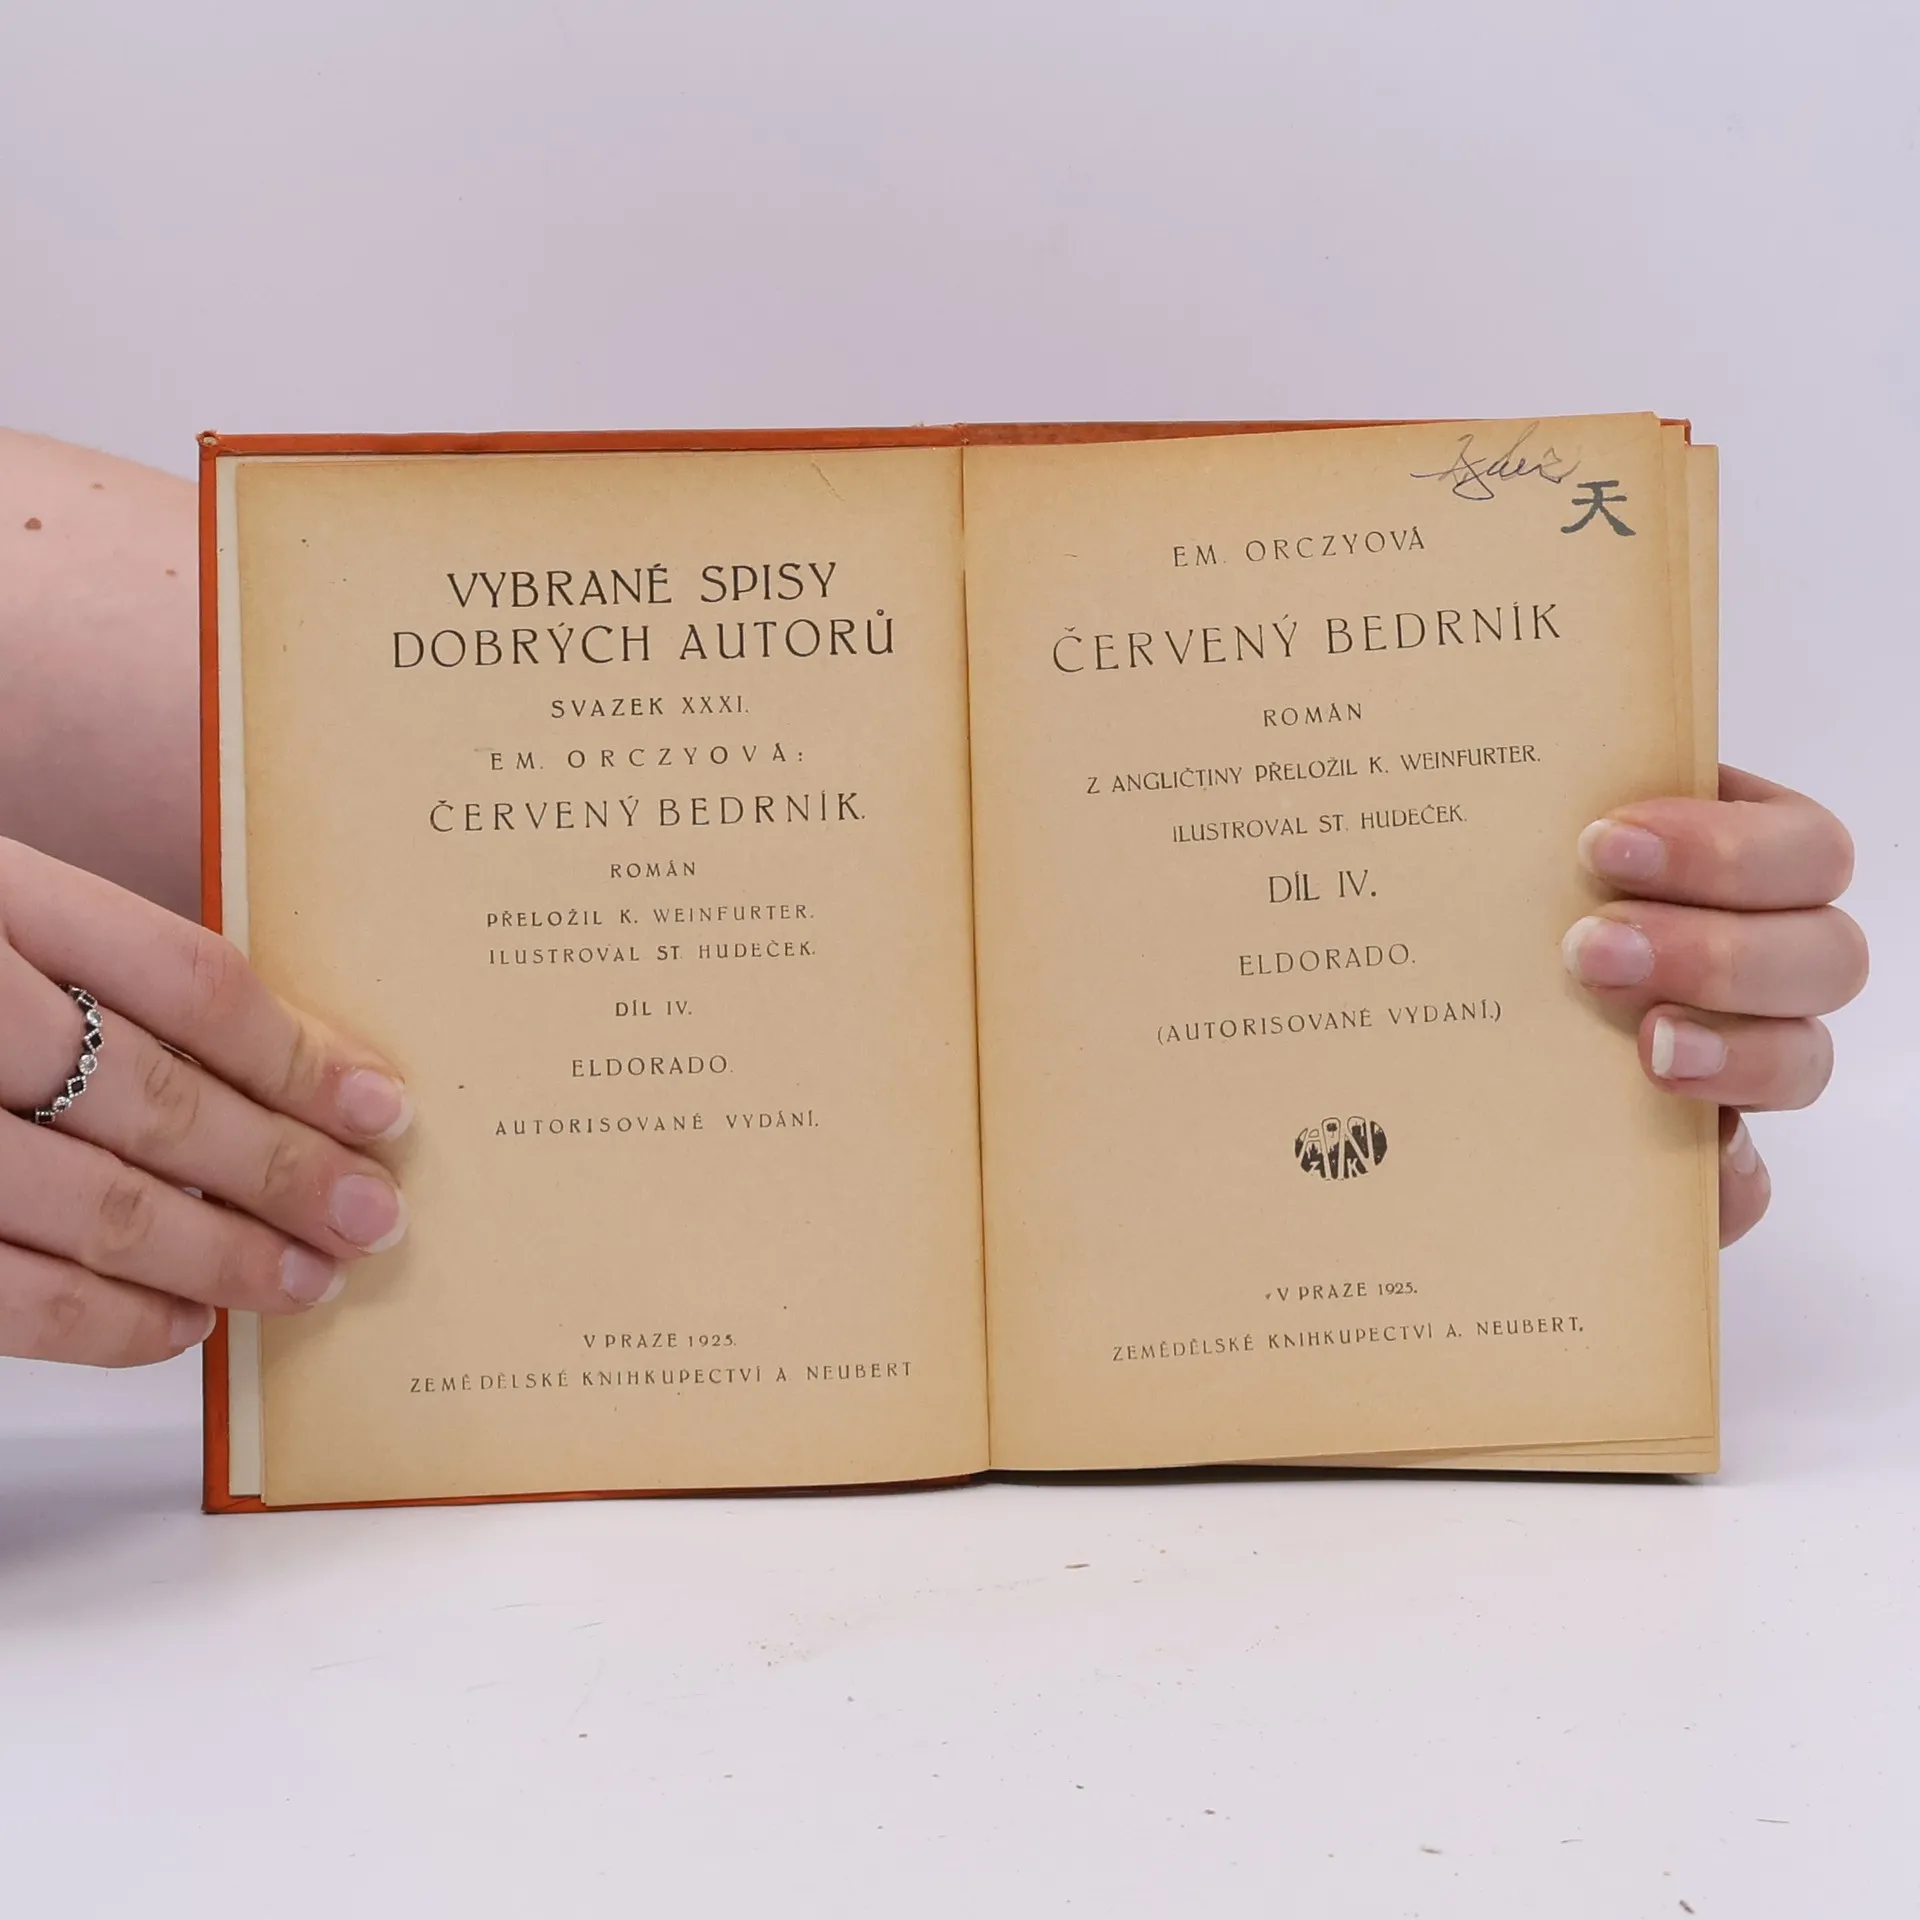 VYBRANÉ SPISY
DOBRÝCH AUTORŮ
SVAZEK XXXI.
EM. ORCZYOVÁ:
ČERVENÝ BEDRNÍK.
ROMÁN
PŘELOŽIL K. WEINFURTER.
ILUSTROVAL ST. HUDEČEK.
DÍL IV.
ELDORADO.
AUTORISOVANÉ VYDÁNÍ.
V PRAZE 1925.
ZEMĚDĚLSKÉ KNIHKUPECTVÍ A. NEUBERT
天
EM. ORCZYOVÁ
ČERVENÝ BEDRNÍK
ROMÁN
Z ANGLIČTINY PŘELOŽIL K. WEINFURTER.
ILUSTROVAL ST. HUDEČEK.
DÍL IV.
ELDORADO.
(AUTORISOVANÉ VYDÁNÍ.)
V PRAZE 1925.
ZEMĚDĚLSKÉ KNIHKUPECTVÍ A. NEUBERT.